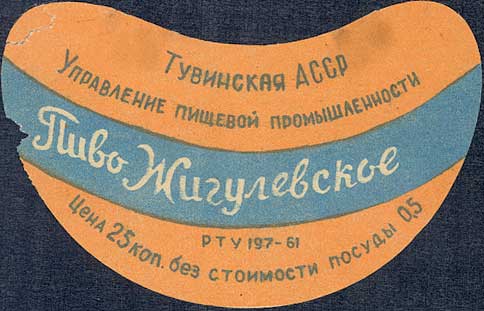 Тувинская АССР
Управление пищевой промышленности
Пиво Жигулевское
РТУ 197-61
Цена 25 коп. без стоимости посуды 0,5